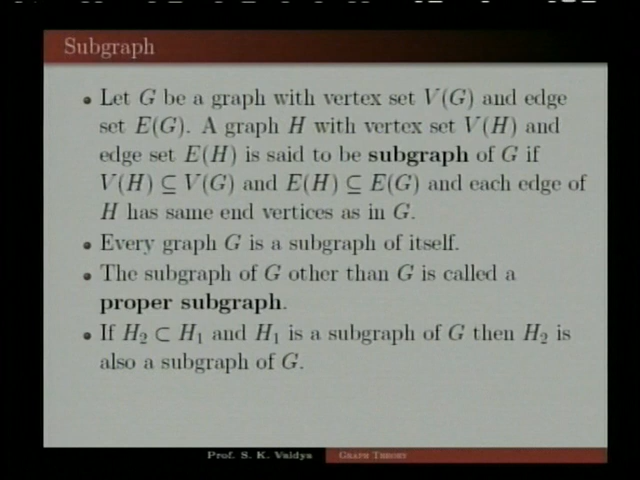 Subgraph
• Let G be a graph with vertex set V(G) and edge
set E(G). A graph H with vertex set V(H) and
edge set E(H) is said to be subgraph of G if
V(H) ⊆ V(G) and E(H) ⊆ E(G) and each edge of
H has same end vertices as in G.
• Every graph G is a subgraph of itself.
• The subgraph of G other than G is called a
proper subgraph.
• If H₂ ⊂ H₁ and H₁ is a subgraph of G then H₂ is
also a subgraph of G.
Prof. S. K. Vaidya Graph Theory